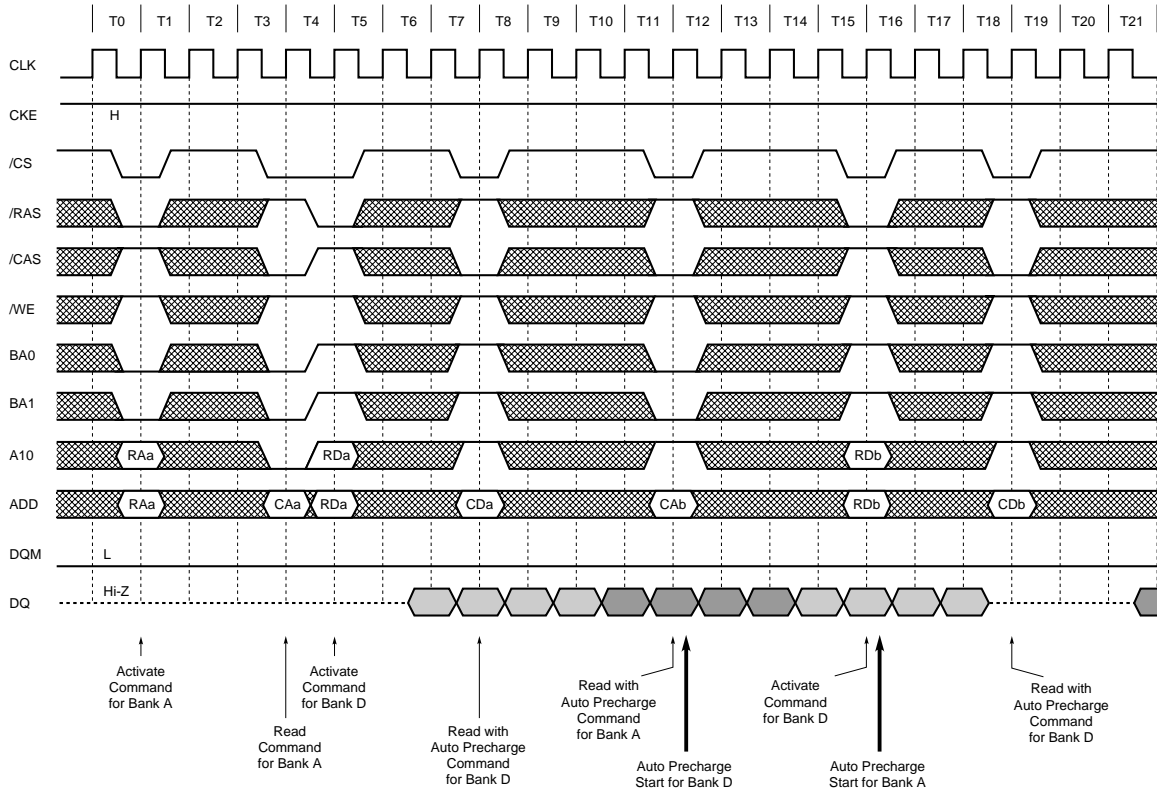 T0 T1 T2 T3 T4 T5 T6 T7 T8 T9 T10 T11 T12 T13 T14 T15 T16 T17 T18 T19 T20 T21
CLK
CKE H
/CS
/RAS
/CAS
/WE
BA0
BA1
A10 RAa RDa RDb
ADD RAa CAa RDa CDa CAb RDb CDb
DQM L
DQ Hi-Z
Activate
Command
for Bank A
Read
Command
for Bank A
Activate
Command
for Bank D
Read with
Auto Precharge
Command
for Bank D
Read with
Auto Precharge
Command
for Bank A
Auto Precharge
Start for Bank D
Activate
Command
for Bank D
Auto Precharge
Start for Bank A
Read with
Auto Precharge
Command
for Bank D